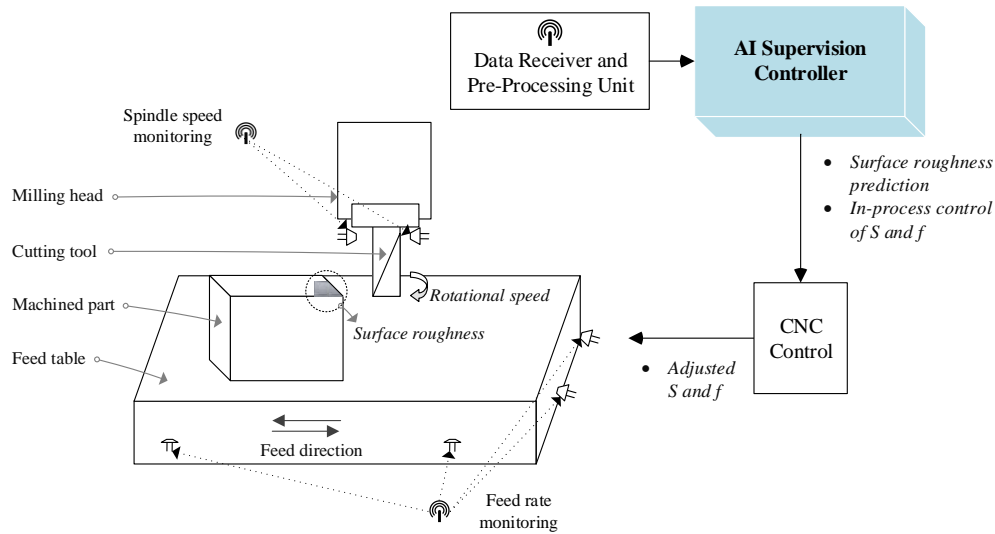 Data Receiver and
Pre-Processing Unit
AI Supervision
Controller
Spindle speed
monitoring
• Surface roughness
prediction
• In-process control
of S and f
Milling head
Cutting tool
Machined part
Feed table
Rotational speed
Surface roughness
CNC
Control
• Adjusted
S and f
Feed direction
Feed rate
monitoring